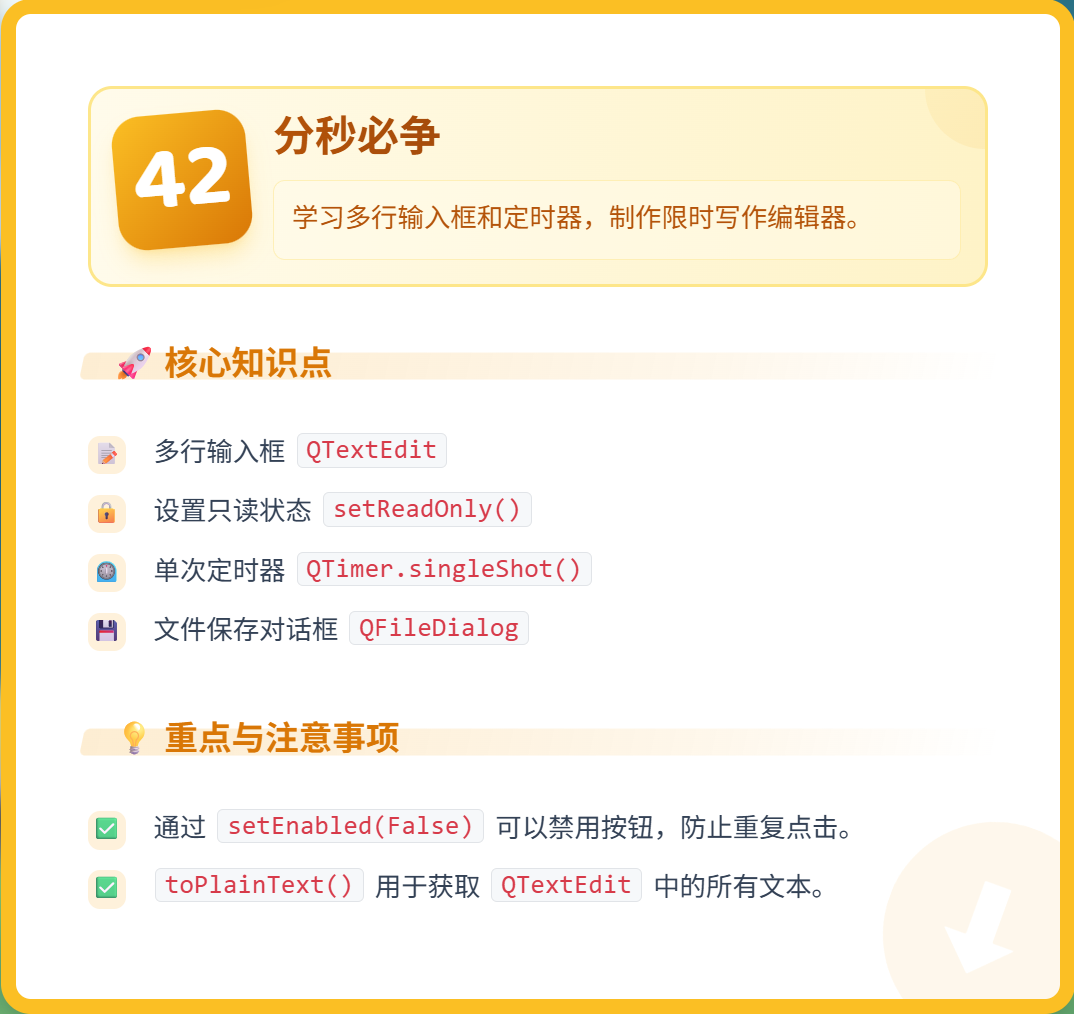 42
分秒必争
学习多行输入框和定时器，制作限时写作编辑器。
🚀 核心知识点
多行输入框 QTextEdit
设置只读状态 setReadOnly()
单次定时器 QTimer.singleShot()
文件保存对话框 QFileDialog
💡 重点与注意事项
通过 setEnabled(False) 可以禁用按钮，防止重复点击。
toPlainText() 用于获取 QTextEdit 中的所有文本。